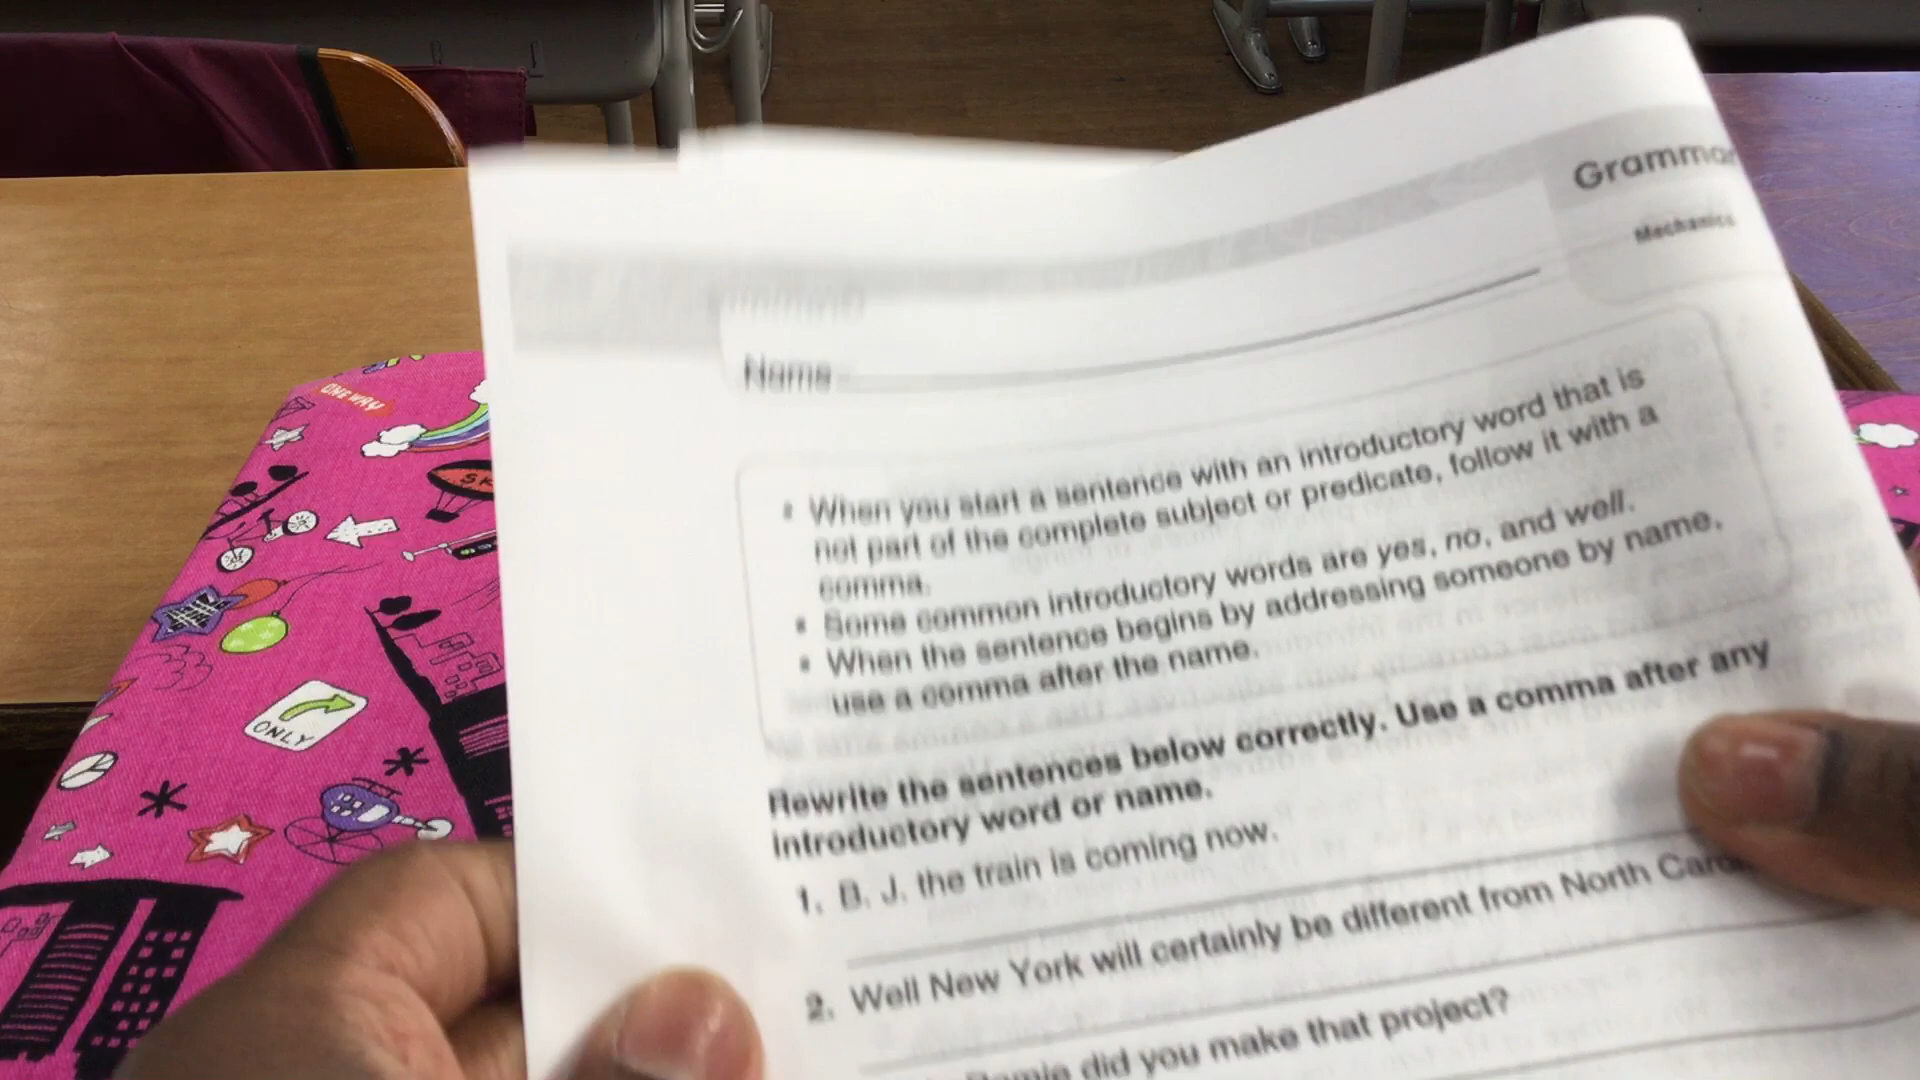 Grammar
Mechanics
Name
• When you start a sentence with an introductory word that is
not part of the complete subject or predicate, follow it with a
comma.
• Some common introductory words are yes, no, and well.
• When the sentence begins by addressing someone by name,
use a comma after the name.
Rewrite the sentences below correctly. Use a comma after any
introductory word or name.
1. B. J. the train is coming now.
2. Well New York will certainly be different from North
did you make that project?
ONE WAY
ONLY